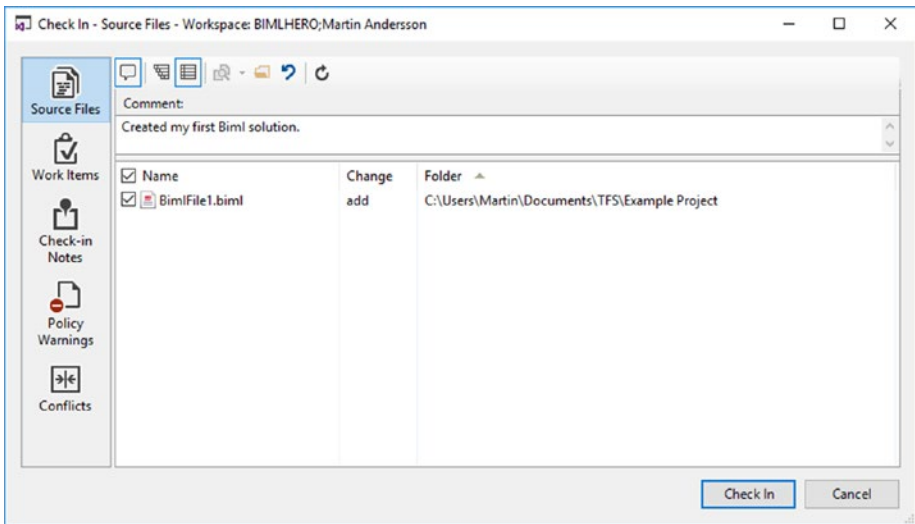 Check In - Source Files - Workspace: BIMLHERO;Martin Andersson
Source Files
Work Items
Check-in
Notes
Policy
Warnings
Conflicts
Comment:
Created my first Biml solution.
Name Change Folder
BimlFile1.biml add C:\Users\Martin\Documents\TFS\Example Project
Check In Cancel